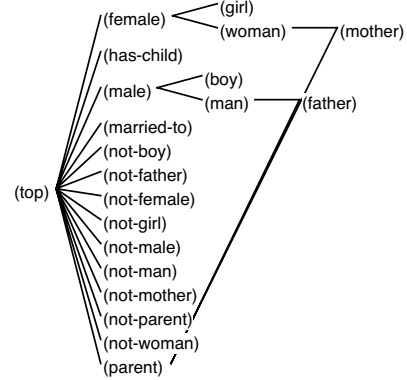 (girl)
(female)
(woman)
(mother)
(has-child)
(boy)
(male)
(man)
(father)
(married-to)
(not-boy)
(not-father)
(top)
(not-female)
(not-girl)
(not-male)
(not-man)
(not-mother)
(not-parent)
(not-woman)
(parent)